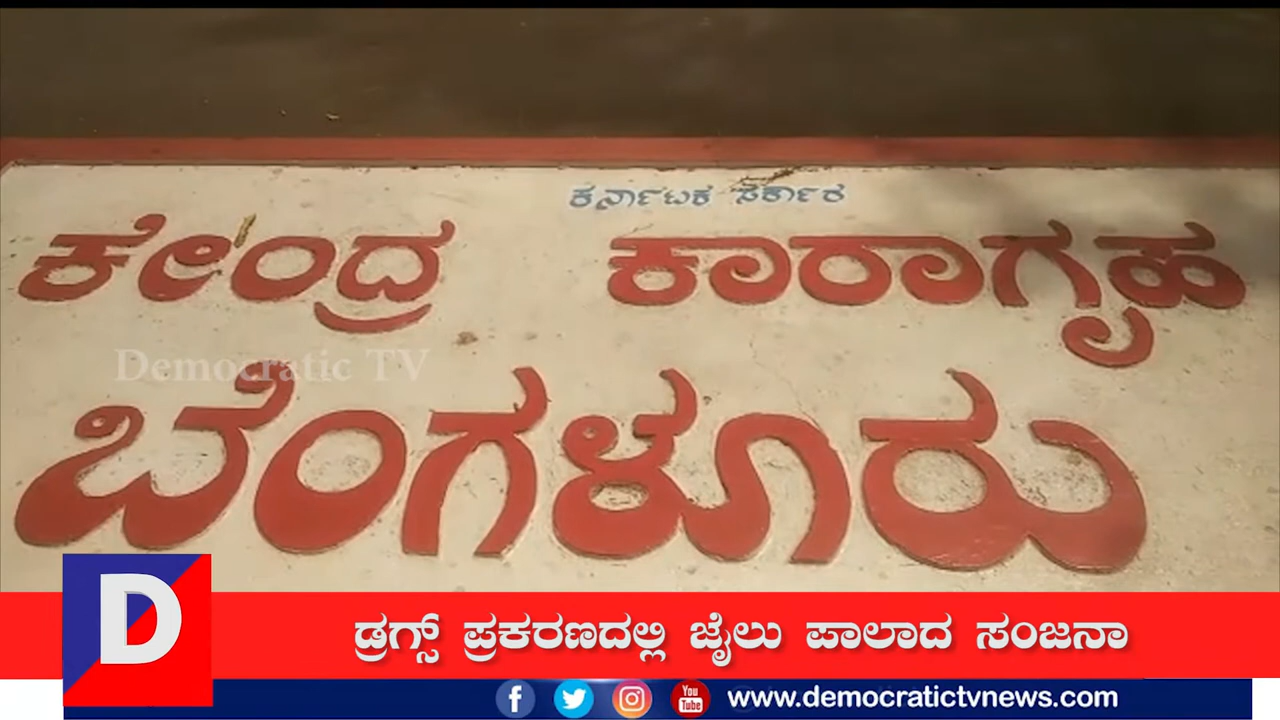 ಕರ್ನಾಟಕ ಸರ್ಕಾರ
ಕೇಂದ್ರ ಕಾರಾಗೃಹ
Democratic TV
ಬೆಂಗಳೂರು
D
ಡ್ರಗ್ಸ್ ಪ್ರಕರಣದಲ್ಲಿ ಜೈಲು ಪಾಲಾದ ಸಂಜನಾ
You Tube
www.democratictvnews.com